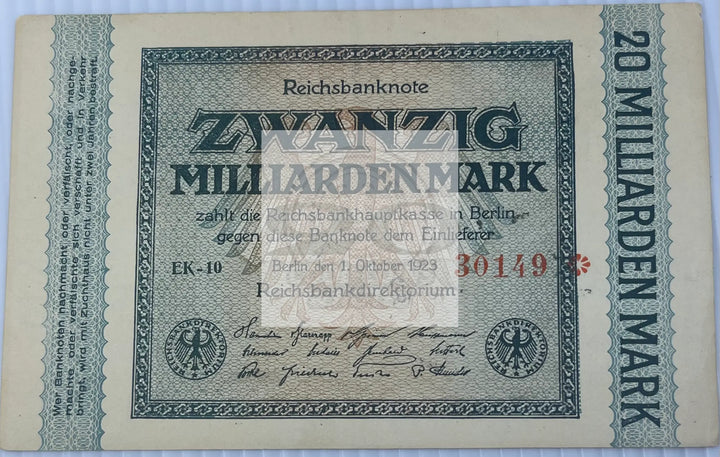 Wer Banknoten nachmacht oder verfälscht, oder nachge-
machte oder verfälschte sich verschafft und in Verkehr
bringt, wird mit Zuchthaus nicht unter zwei Jahren bestraft.
Reichsbanknote
ZWANZIG
MILLIARDEN MARK
zahlt die Reichsbankhauptkasse in Berlin
gegen diese Banknote dem Einlieferer
Berlin, den 1. Oktober 1923
EK-10
30149 *
Reichsbankdirektorium
REICHSBANKDIREKTORIUM
REICHSBANKDIREKTORIUM
20 MILLIARDEN MARK